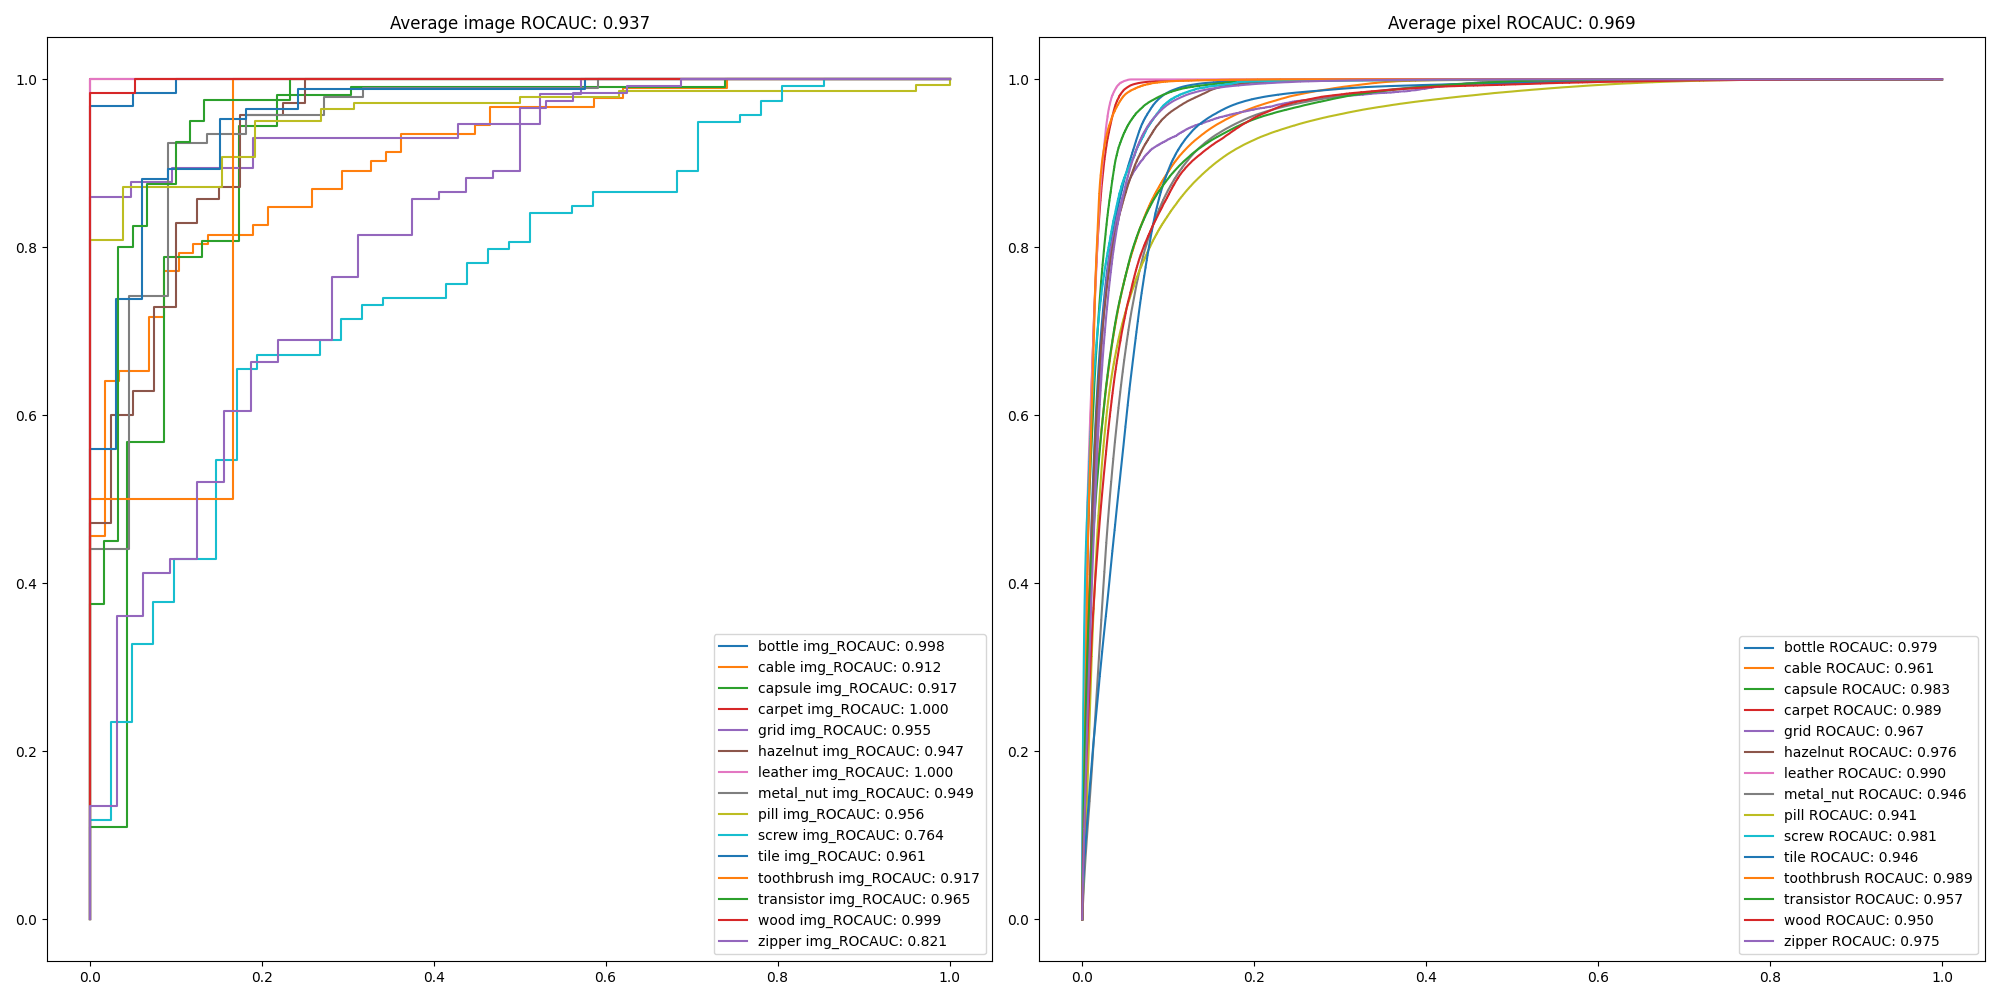 Average image ROCAUC: 0.937
1.0
0.8
0.6
0.4
0.2
0.0
0.0 0.2 0.4 0.6 0.8 1.0
bottle img_ROCAUC: 0.998
cable img_ROCAUC: 0.912
capsule img_ROCAUC: 0.917
carpet img_ROCAUC: 1.000
grid img_ROCAUC: 0.955
hazelnut img_ROCAUC: 0.947
leather img_ROCAUC: 1.000
metal_nut img_ROCAUC: 0.949
pill img_ROCAUC: 0.956
screw img_ROCAUC: 0.764
tile img_ROCAUC: 0.961
toothbrush img_ROCAUC: 0.917
transistor img_ROCAUC: 0.965
wood img_ROCAUC: 0.999
zipper img_ROCAUC: 0.821
Average pixel ROCAUC: 0.969
1.0
0.8
0.6
0.4
0.2
0.0
0.0 0.2 0.4 0.6 0.8 1.0
bottle ROCAUC: 0.979
cable ROCAUC: 0.961
capsule ROCAUC: 0.983
carpet ROCAUC: 0.989
grid ROCAUC: 0.967
hazelnut ROCAUC: 0.976
leather ROCAUC: 0.990
metal_nut ROCAUC: 0.946
pill ROCAUC: 0.941
screw ROCAUC: 0.981
tile ROCAUC: 0.946
toothbrush ROCAUC: 0.989
transistor ROCAUC: 0.957
wood ROCAUC: 0.950
zipper ROCAUC: 0.975